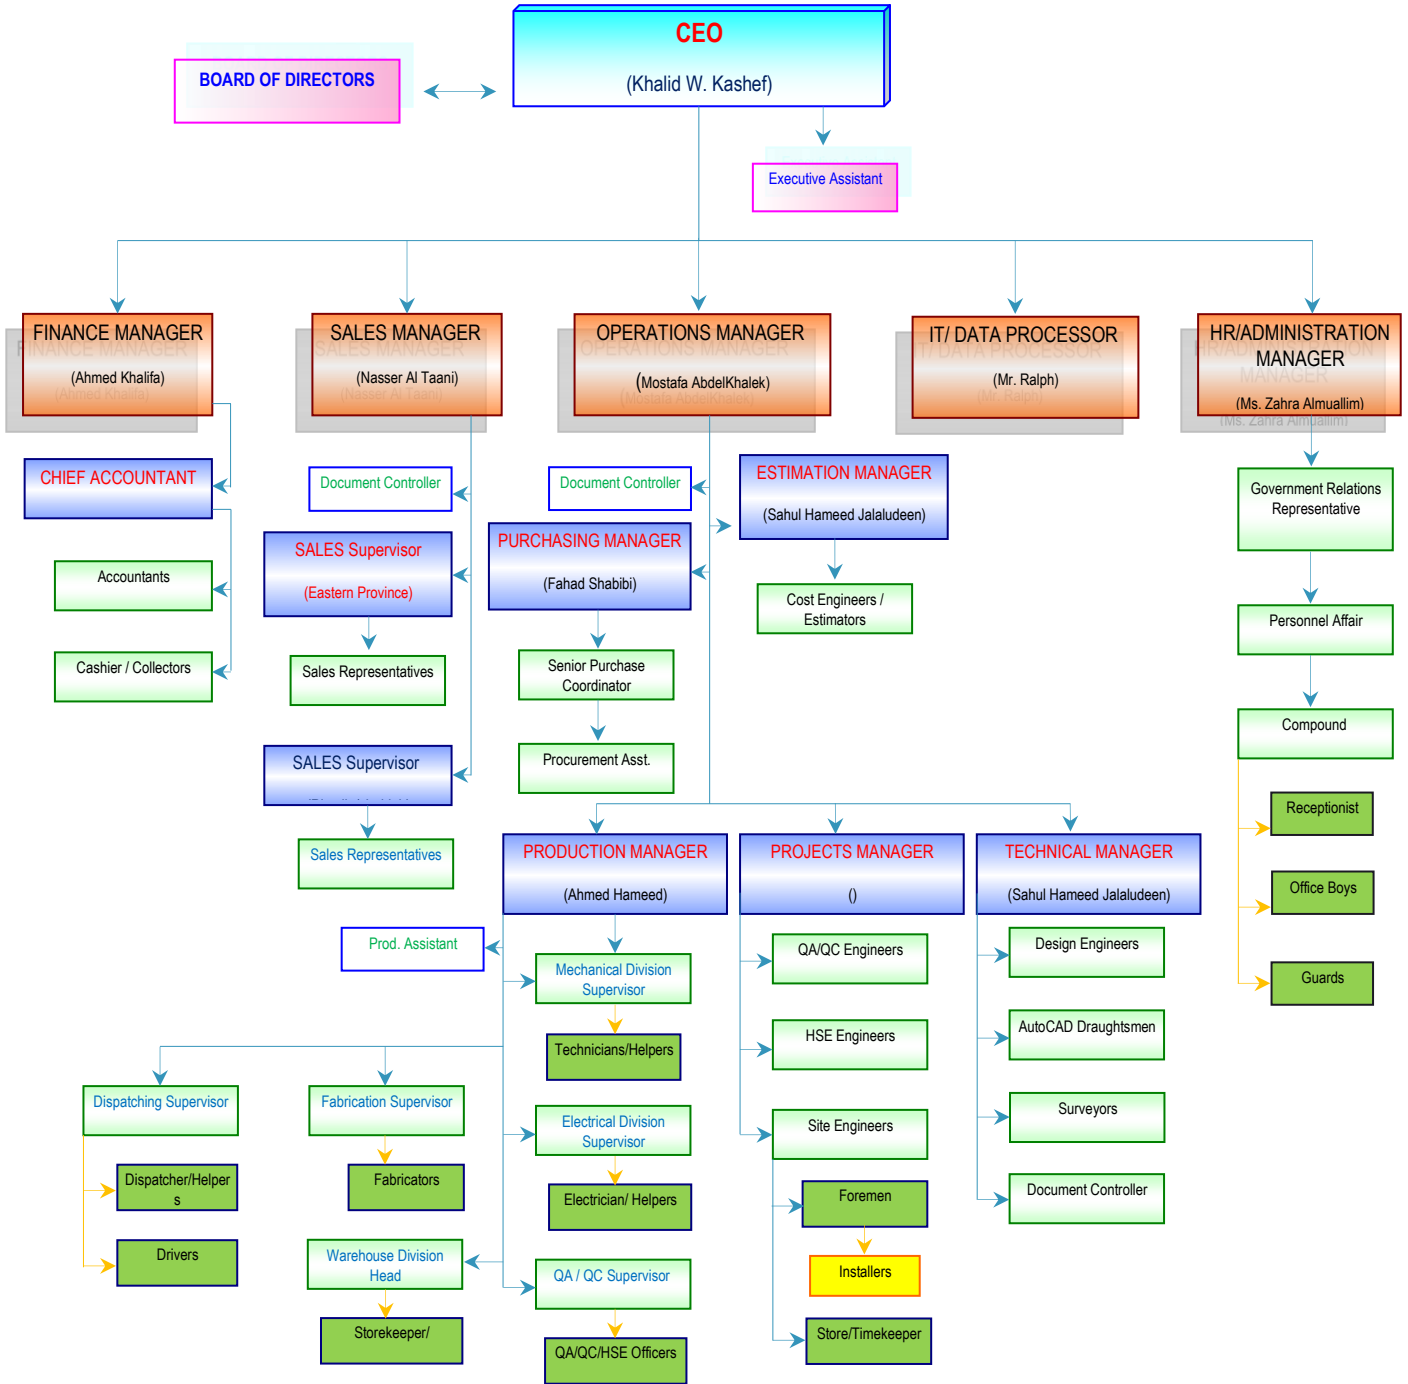 CEO
(Khalid W. Kashef)
BOARD OF DIRECTORS
Executive Assistant
FINANCE MANAGER
(Ahmed Khalifa)
SALES MANAGER
(Nasser Al Taani)
OPERATIONS MANAGER
(Mostafa AbdelKhalek)
IT/ DATA PROCESSOR
(Mr. Ralph)
HR/ADMINISTRATION
MANAGER
(Ms. Zahra Almuallim)
CHIEF ACCOUNTANT
Accountants
Cashier / Collectors
Document Controller
SALES Supervisor
(Eastern Province)
Sales Representatives
SALES Supervisor
Sales Representatives
Document Controller
PURCHASING MANAGER
(Fahad Shabibi)
Senior Purchase
Coordinator
Procurement Asst.
ESTIMATION MANAGER
(Sahul Hameed Jalaludeen)
Cost Engineers /
Estimators
Government Relations
Representative
Personnel Affair
Compound
Receptionist
Office Boys
Guards
PRODUCTION MANAGER
(Ahmed Hameed)
PROJECTS MANAGER
()
TECHNICAL MANAGER
(Sahul Hameed Jalaludeen)
Prod. Assistant
Mechanical Division
Supervisor
Technicians/Helpers
Dispatching Supervisor
Dispatcher/Helper
s
Drivers
Fabrication Supervisor
Fabricators
Electrical Division
Supervisor
Electrician/ Helpers
Warehouse Division
Head
Storekeeper/
QA / QC Supervisor
QA/QC/HSE Officers
QA/QC Engineers
HSE Engineers
Site Engineers
Foremen
Installers
Store/Timekeeper
Design Engineers
AutoCAD Draughtsmen
Surveyors
Document Controller